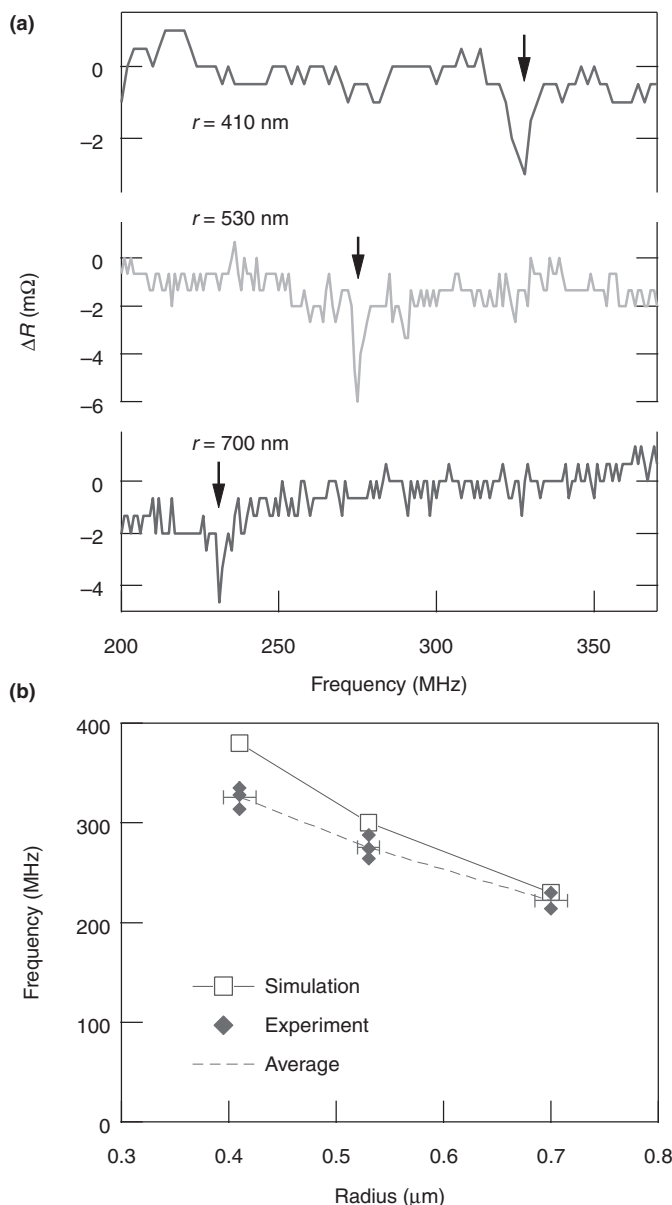 (a)
0
−2
r = 410 nm
r = 530 nm
0
−2
−4
−6
ΔR (mΩ)
r = 700 nm
0
−2
−4
200 250 300 350
Frequency (MHz)
(b)
400
300
200
100
0
Frequency (MHz)
Simulation
Experiment
Average
0.3 0.4 0.5 0.6 0.7 0.8
Radius (μm)